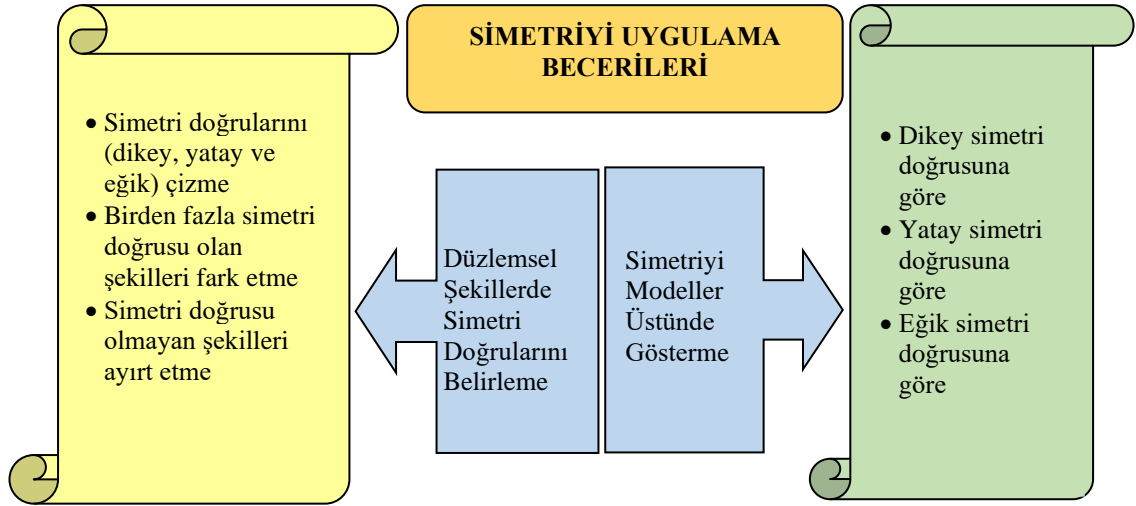 SİMETRİYİ UYGULAMA
BECERİLERİ
• Simetri doğrularını
(dikey, yatay ve
eğik) çizme
• Birden fazla simetri
doğrusu olan
şekilleri fark etme
• Simetri doğrusu
olmayan şekilleri
ayırt etme
Düzlemsel
Şekillerde
Simetri
Doğrularını
Belirleme
Simetriyi
Modeller
Üstünde
Gösterme
• Dikey simetri
doğrusuna
göre
• Yatay simetri
doğrusuna
göre
• Eğik simetri
doğrusuna
göre